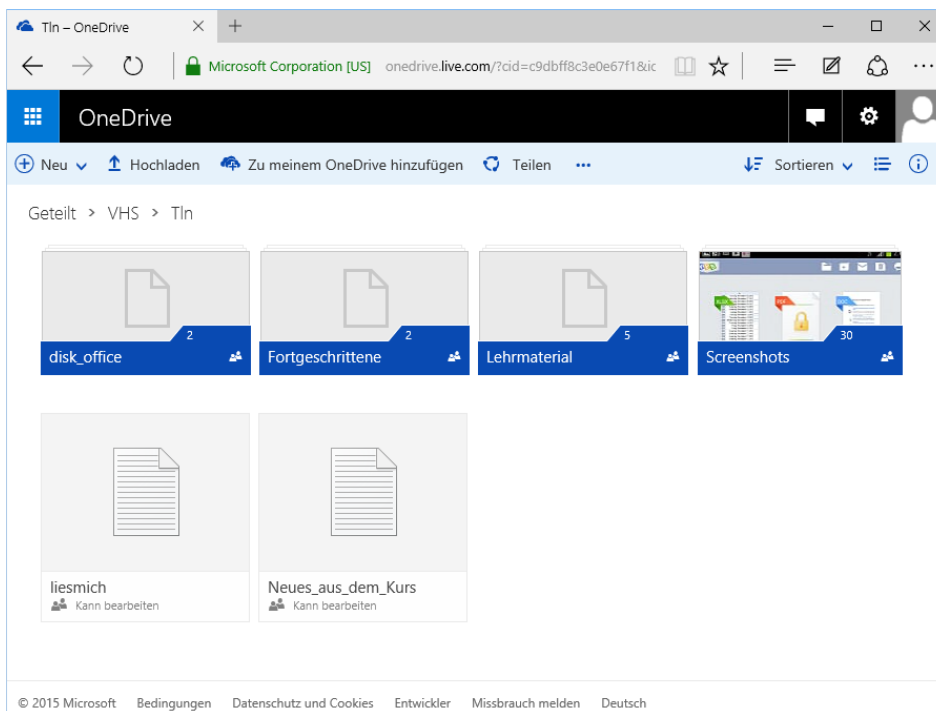 Tln – OneDrive
Microsoft Corporation [US] onedrive.live.com/?cid=c9dbff8c3e0e67f1&ic
OneDrive
Neu Hochladen Zu meinem OneDrive hinzufügen Teilen ... Sortieren
Geteilt > VHS > Tln
2 2 5 30
disk_office Fortgeschrittene Lehrmaterial Screenshots
liesmich Neues_aus_dem_Kurs
Kann bearbeiten Kann bearbeiten
© 2015 Microsoft Bedingungen Datenschutz und Cookies Entwickler Missbrauch melden Deutsch